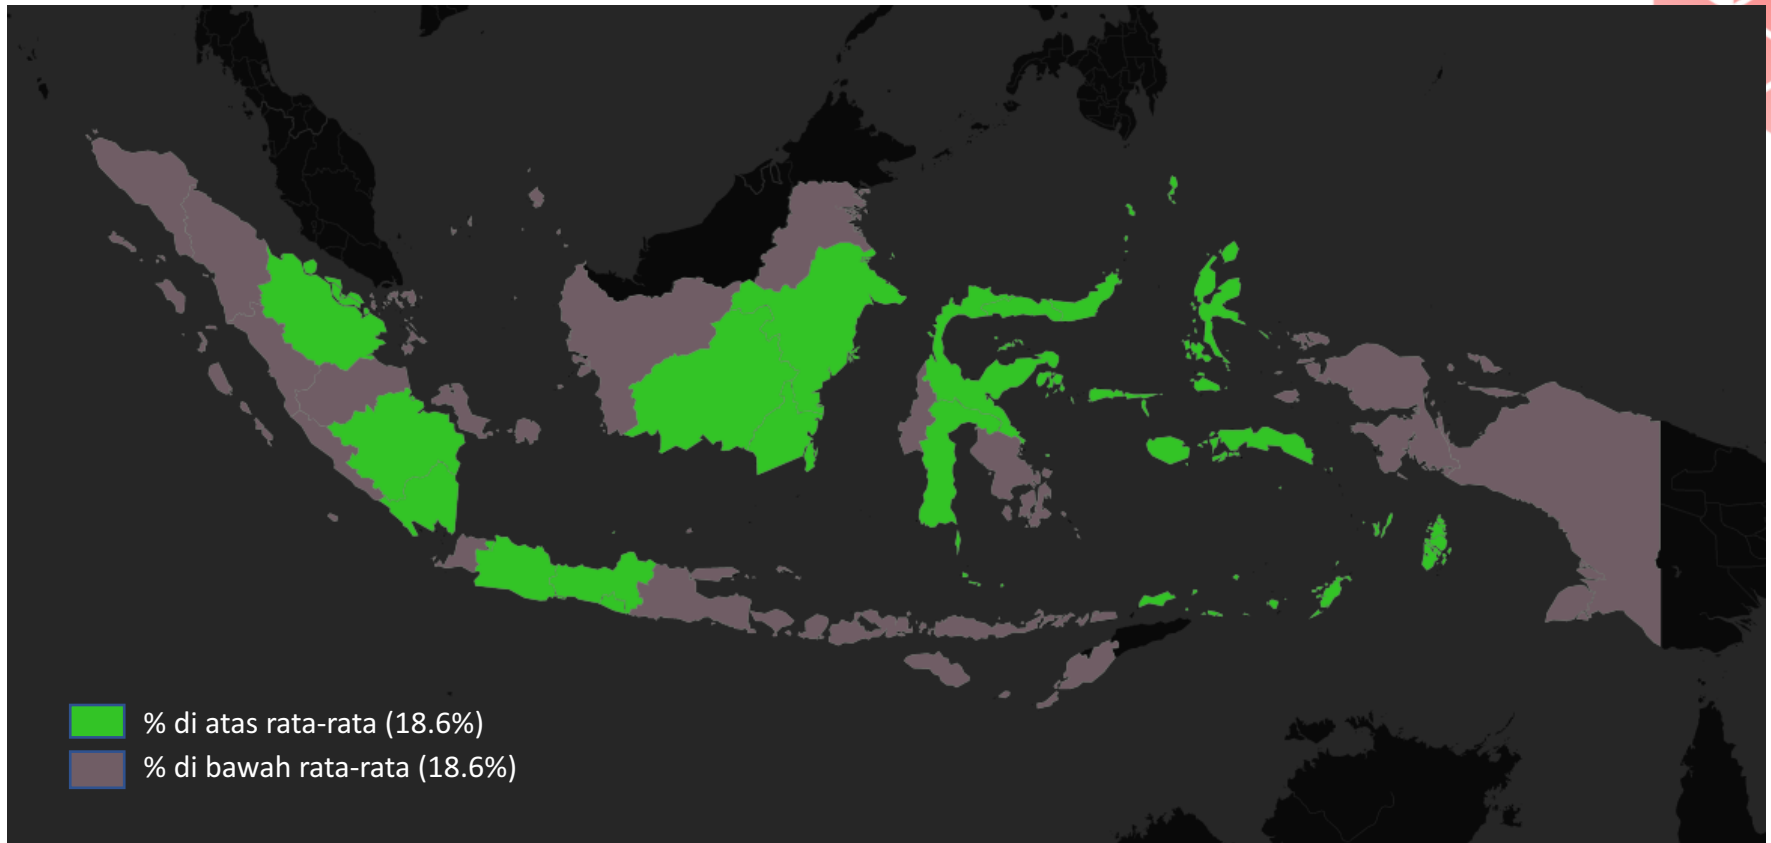 % di atas rata-rata (18.6%)
% di bawah rata-rata (18.6%)